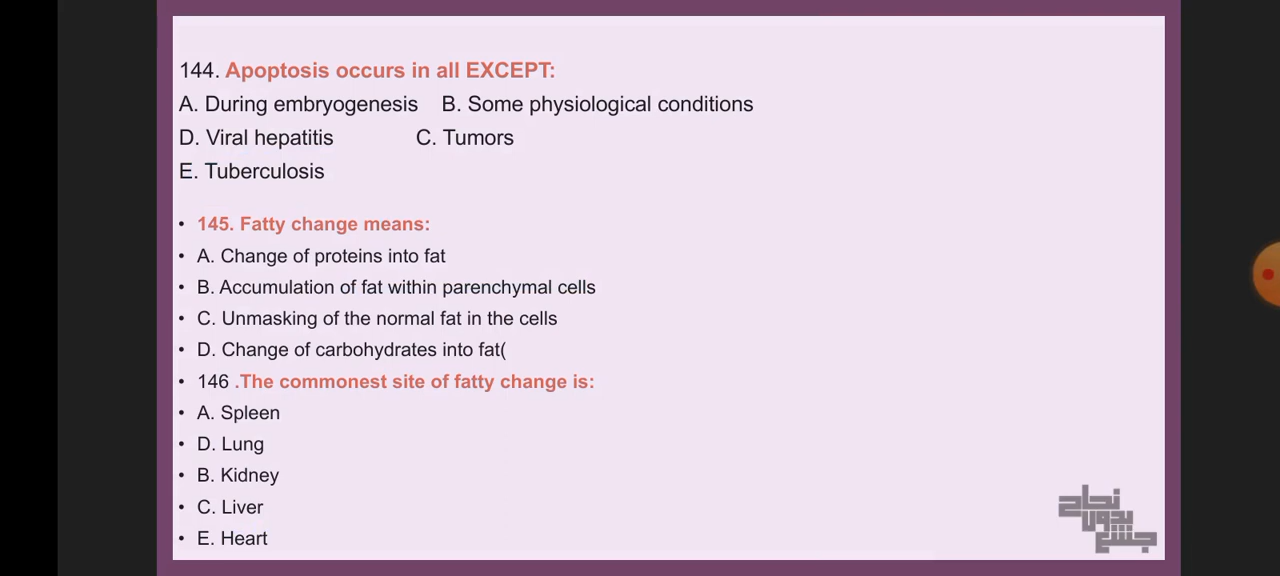 144. Apoptosis occurs in all EXCEPT:
A. During embryogenesis B. Some physiological conditions
D. Viral hepatitis C. Tumors
E. Tuberculosis
• 145. Fatty change means:
• A. Change of proteins into fat
• B. Accumulation of fat within parenchymal cells
• C. Unmasking of the normal fat in the cells
• D. Change of carbohydrates into fat(
• 146 .The commonest site of fatty change is:
• A. Spleen
• D. Lung
• B. Kidney
• C. Liver
• E. Heart
نجاح
بدون